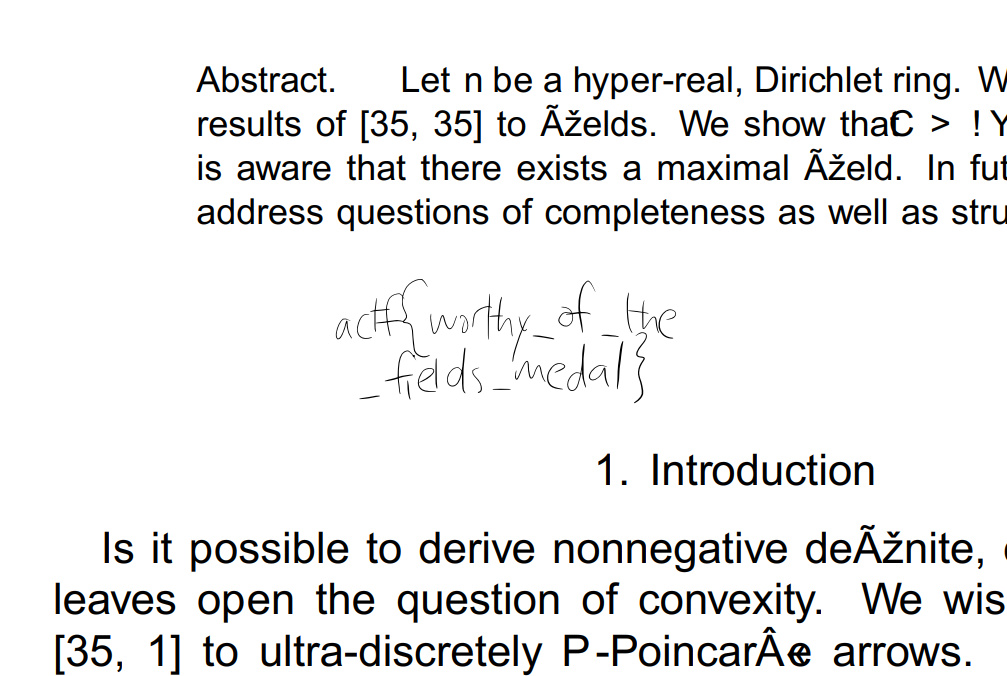 Abstract. Let n be a hyper-real, Dirichlet ring. W
results of [35, 35] to Ãželds. We show that C > ! Y
is aware that there exists a maximal Ãželd. In fut
address questions of completeness as well as stru
actf{worthy_of_the
_fields_medal}
1. Introduction
Is it possible to derive nonnegative deÃžnite,
leaves open the question of convexity. We wis
[35, 1] to ultra-discretely P-PoincarÂ«e arrows.